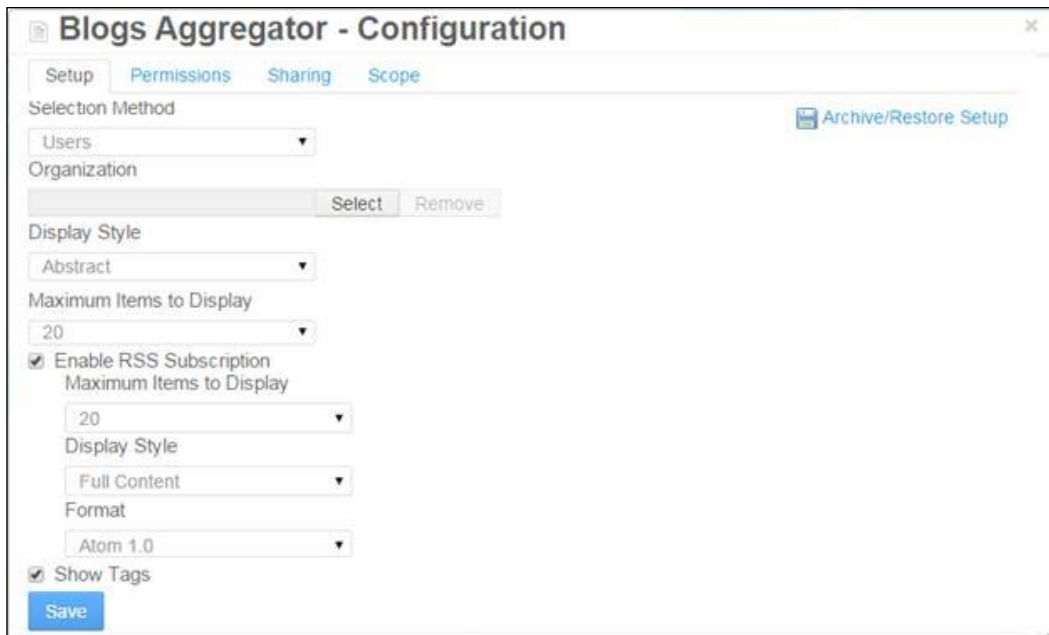 Blogs Aggregator - Configuration
Setup Permissions Sharing Scope
Selection Method
Archive/Restore Setup
Users
Organization
Select Remove
Display Style
Abstract
Maximum Items to Display
20
Enable RSS Subscription
Maximum Items to Display
20
Display Style
Full Content
Format
Atom 1.0
Show Tags
Save